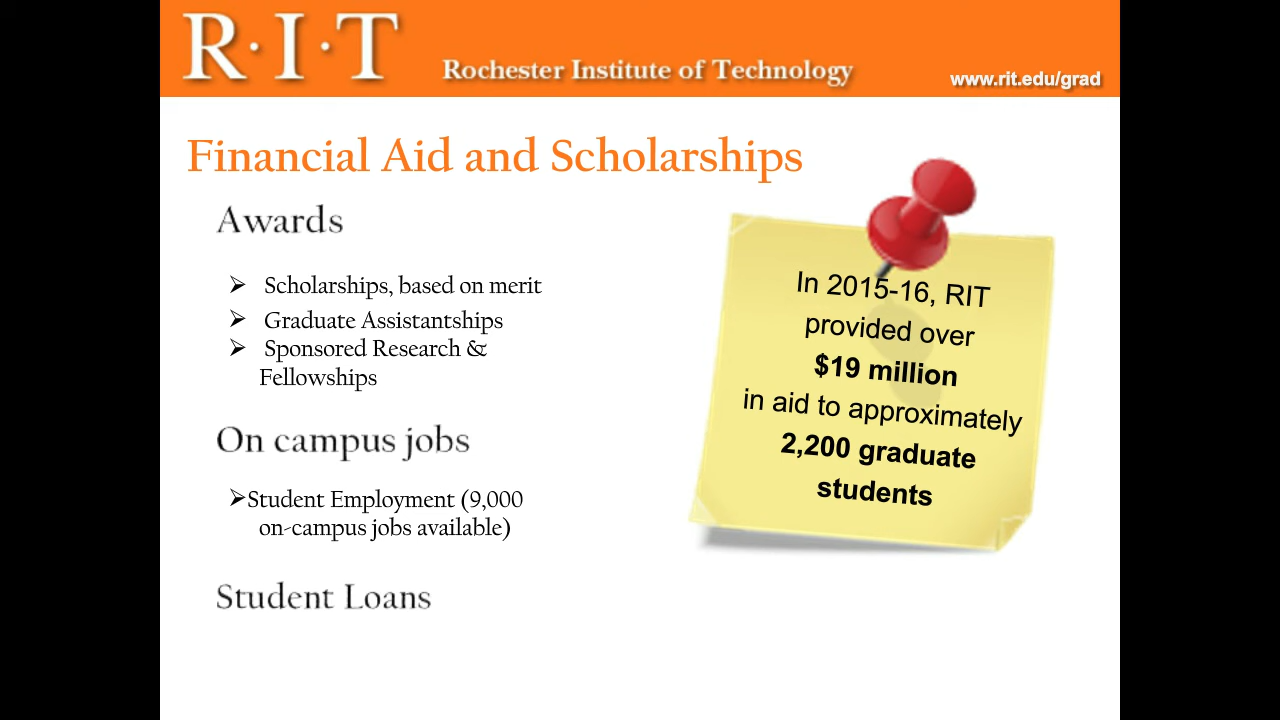 R·I·T
Rochester Institute of Technology
www.rit.edu/grad
Financial Aid and Scholarships
Awards
➢ Scholarships, based on merit
➢ Graduate Assistantships
➢ Sponsored Research &
Fellowships
On campus jobs
➢Student Employment (9,000
on-campus jobs available)
Student Loans
In 2015-16, RIT
provided over
$19 million
in aid to approximately
2,200 graduate
students